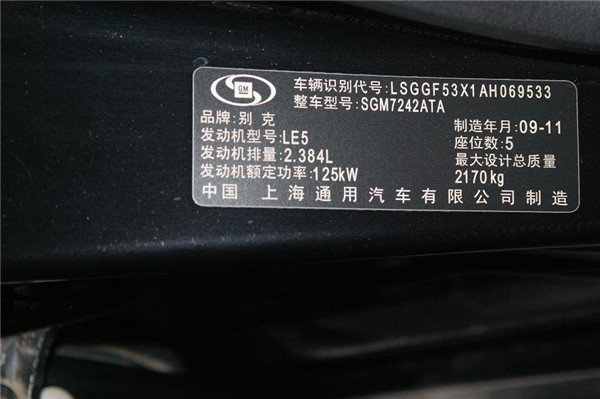 GM
车辆识别代号:LSGGF53X1AH069533
整车型号:SGM7242ATA
品牌:别克 制造年月:09-11
发动机型号:LE5 座位数:5
发动机排量:2.384L 最大设计总质量
发动机额定功率:125kW 2170kg
中国 上海通用汽车有限公司制造